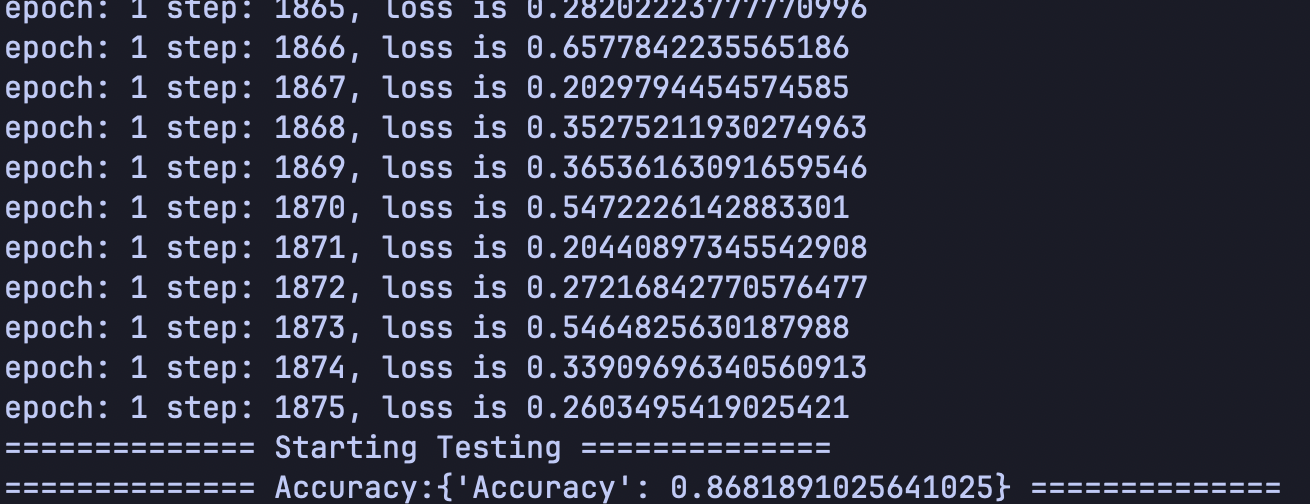 epoch: 1 step: 1865, loss is 0.28202223777770996
epoch: 1 step: 1866, loss is 0.6577842235565186
epoch: 1 step: 1867, loss is 0.2029794454574585
epoch: 1 step: 1868, loss is 0.35275211930274963
epoch: 1 step: 1869, loss is 0.36536163091659546
epoch: 1 step: 1870, loss is 0.5472226142883301
epoch: 1 step: 1871, loss is 0.20440897345542908
epoch: 1 step: 1872, loss is 0.27216842770576477
epoch: 1 step: 1873, loss is 0.5464825630187988
epoch: 1 step: 1874, loss is 0.33909696340560913
epoch: 1 step: 1875, loss is 0.2603495419025421
============== Starting Testing ==============
============== Accuracy:{'Accuracy': 0.8681891025641025} ==============